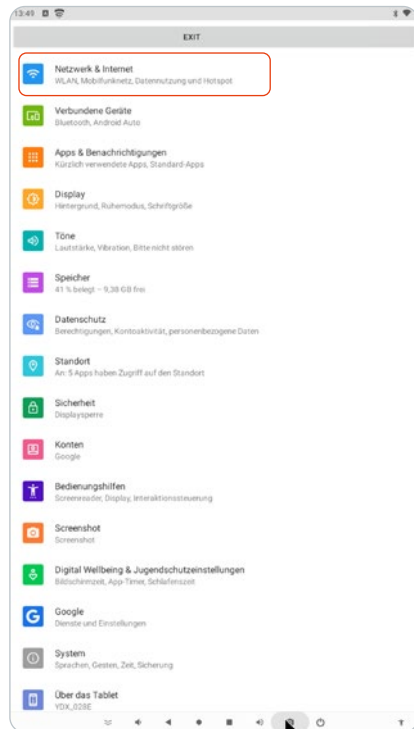 13:49
EXIT
Netzwerk & Internet
WLAN, Mobilfunknetz, Datennutzung und Hotspot
Verbundene Geräte
Bluetooth, Android Auto
Apps & Benachrichtigungen
Kürzlich verwendete Apps, Standard-Apps
Display
Hintergrund, Ruhemodus, Schriftgröße
Töne
Lautstärke, Vibration, Bitte nicht stören
Speicher
41 % belegt – 9,38 GB frei
Datenschutz
Berechtigungen, Kontoaktivität, personenbezogene Daten
Standort
An: 5 Apps haben Zugriff auf den Standort
Sicherheit
Displaysperre
Konten
Google
Bedienungshilfen
Screenreader, Display, Interaktionssteuerung
Screenshot
Screenshot
Digital Wellbeing & Jugendschutzeinstellungen
Bildschirmzeit, App-Timer, Schlafenszeit
G Google
Dienste und Einstellungen
System
Sprachen, Gesten, Zeit, Sicherung
Über das Tablet
YDX_028E